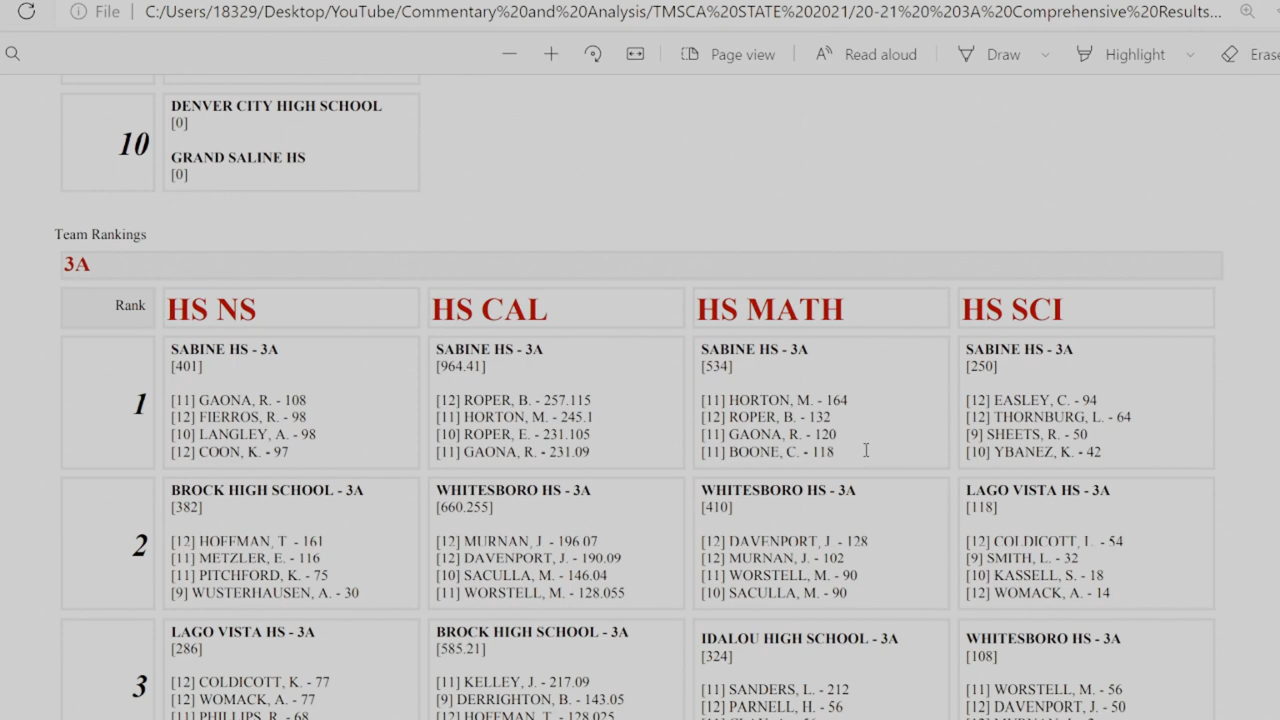 File C:/Users/18329/Desktop/YouTube/Commentary%20and%20Analysis/TMSCA%20STATE%202021/20-21%20%203A%20Comprehensive%20Results...
Page view Read aloud Draw Highlight Erase
10
DENVER CITY HIGH SCHOOL
[0]
GRAND SALINE HS
[0]
Team Rankings
3A
Rank HS NS HS CAL HS MATH HS SCI
1
SABINE HS - 3A
[401]
[11] GAONA, R. - 108
[12] FIERROS, R. - 98
[10] LANGLEY, A. - 98
[12] COON, K. - 97
SABINE HS - 3A
[964.41]
[12] ROPER, B. - 257.115
[11] HORTON, M. - 245.1
[10] ROPER, E. - 231.105
[11] GAONA, R. - 231.09
SABINE HS - 3A
[534]
[11] HORTON, M. - 164
[12] ROPER, B. - 132
[11] GAONA, R. - 120
[11] BOONE, C. - 118
SABINE HS - 3A
[250]
[12] EASLEY, C. - 94
[12] THORNBURG, L. - 64
[9] SHEETS, R. - 50
[10] YBANEZ, K. - 42
2
BROCK HIGH SCHOOL - 3A
[382]
[12] HOFFMAN, T. - 161
[11] METZLER, E. - 116
[11] PITCHFORD, K. - 75
[9] WUSTERHAUSEN, A. - 30
WHITESBORO HS - 3A
[660.255]
[12] MURNAN, J. - 196.07
[12] DAVENPORT, J. - 190.09
[10] SACULLA, M. - 146.04
[11] WORSTELL, M. - 128.055
WHITESBORO HS - 3A
[410]
[12] DAVENPORT, J. - 128
[12] MURNAN, J. - 102
[11] WORSTELL, M. - 90
[10] SACULLA, M. - 90
LAGO VISTA HS - 3A
[118]
[12] COLDICOTT, I. - 54
[9] SMITH, L. - 32
[10] KASSELL, S. - 18
[12] WOMACK, A. - 14
3
LAGO VISTA HS - 3A
[286]
[12] COLDICOTT, K. - 77
[12] WOMACK, A. - 77
[11] PHILLIPS, R. - 68
BROCK HIGH SCHOOL - 3A
[585.21]
[11] KELLEY, J. - 217.09
[9] DERRIGHTON, B. - 143.05
[12] HOFFMAN, T. - 128.025
IDALOU HIGH SCHOOL - 3A
[324]
[11] SANDERS, L. - 212
[12] PARNELL, H. - 56
WHITESBORO HS - 3A
[108]
[11] WORSTELL, M. - 56
[12] DAVENPORT, J. - 50